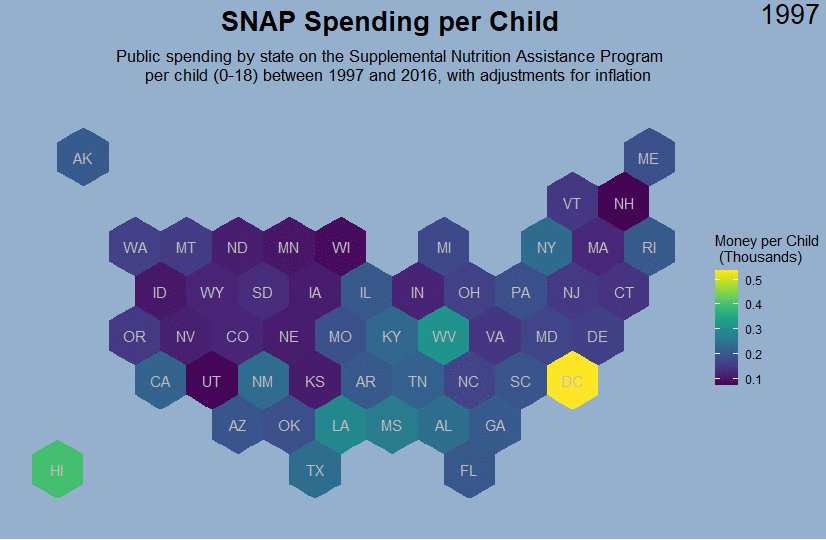 SNAP Spending per Child
1997
Public spending by state on the Supplemental Nutrition Assistance Program
per child (0-18) between 1997 and 2016, with adjustments for inflation
AK
ME
VT
NH
WA
MT
ND
MN
WI
MI
NY
MA
RI
ID
WY
SD
IA
IL
IN
OH
PA
NJ
CT
OR
NV
CO
NE
MO
KY
WV
VA
MD
DE
CA
UT
NM
KS
AR
TN
NC
SC
DC
AZ
OK
LA
MS
AL
GA
HI
TX
FL
Money per Child
(Thousands)
0.5
0.4
0.3
0.2
0.1